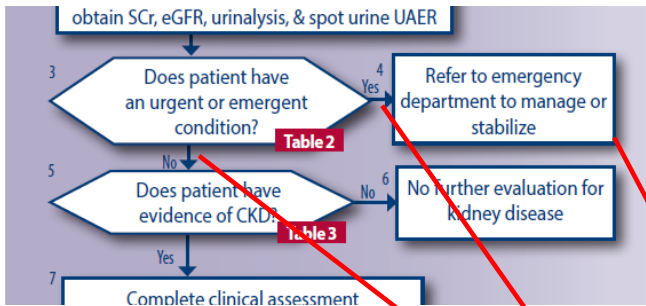 obtain SCr, eGFR, urinalysis, & spot urine UAER
3
Does patient have
an urgent or emergent
condition?
Table 2
Yes
4
Refer to emergency
department to manage or
stabilize
No
5
Does patient have
evidence of CKD?
Table 3
No
6
No further evaluation for
kidney disease
Yes
7
Complete clinical assessment